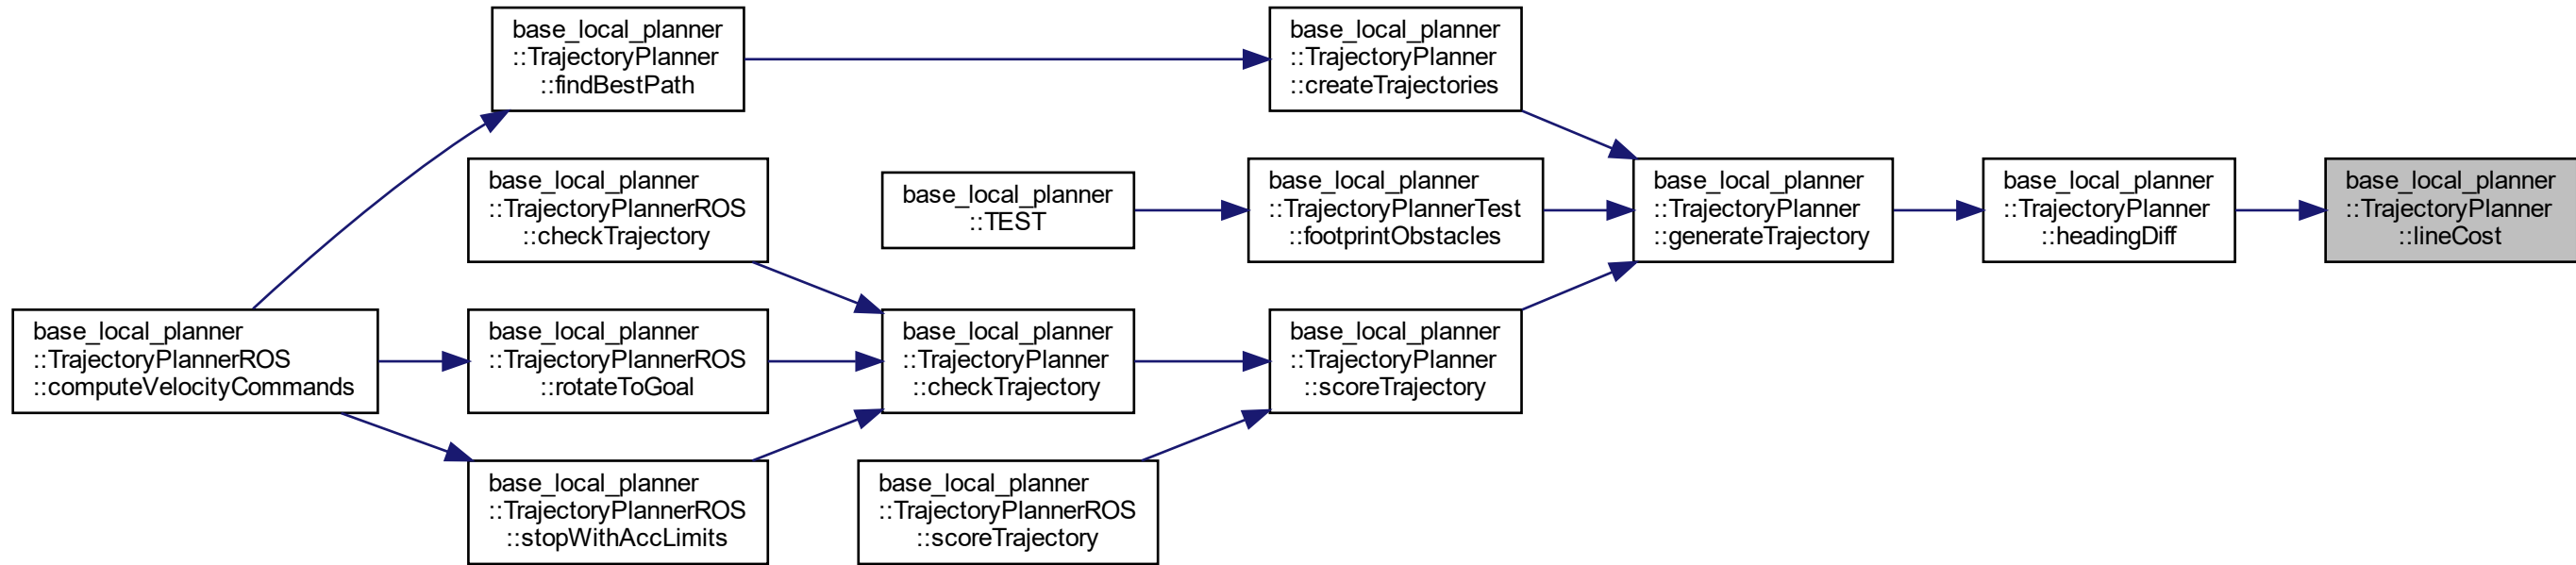 base_local_planner
::TrajectoryPlanner
::findBestPath
base_local_planner
::TrajectoryPlanner
::createTrajectories
base_local_planner
::TrajectoryPlannerROS
::checkTrajectory
base_local_planner
::TEST
base_local_planner
::TrajectoryPlannerTest
::footprintObstacles
base_local_planner
::TrajectoryPlanner
::generateTrajectory
base_local_planner
::TrajectoryPlanner
::headingDiff
base_local_planner
::TrajectoryPlanner
::lineCost
base_local_planner
::TrajectoryPlannerROS
::computeVelocityCommands
base_local_planner
::TrajectoryPlannerROS
::rotateToGoal
base_local_planner
::TrajectoryPlanner
::checkTrajectory
base_local_planner
::TrajectoryPlanner
::scoreTrajectory
base_local_planner
::TrajectoryPlannerROS
::stopWithAccLimits
base_local_planner
::TrajectoryPlannerROS
::scoreTrajectory